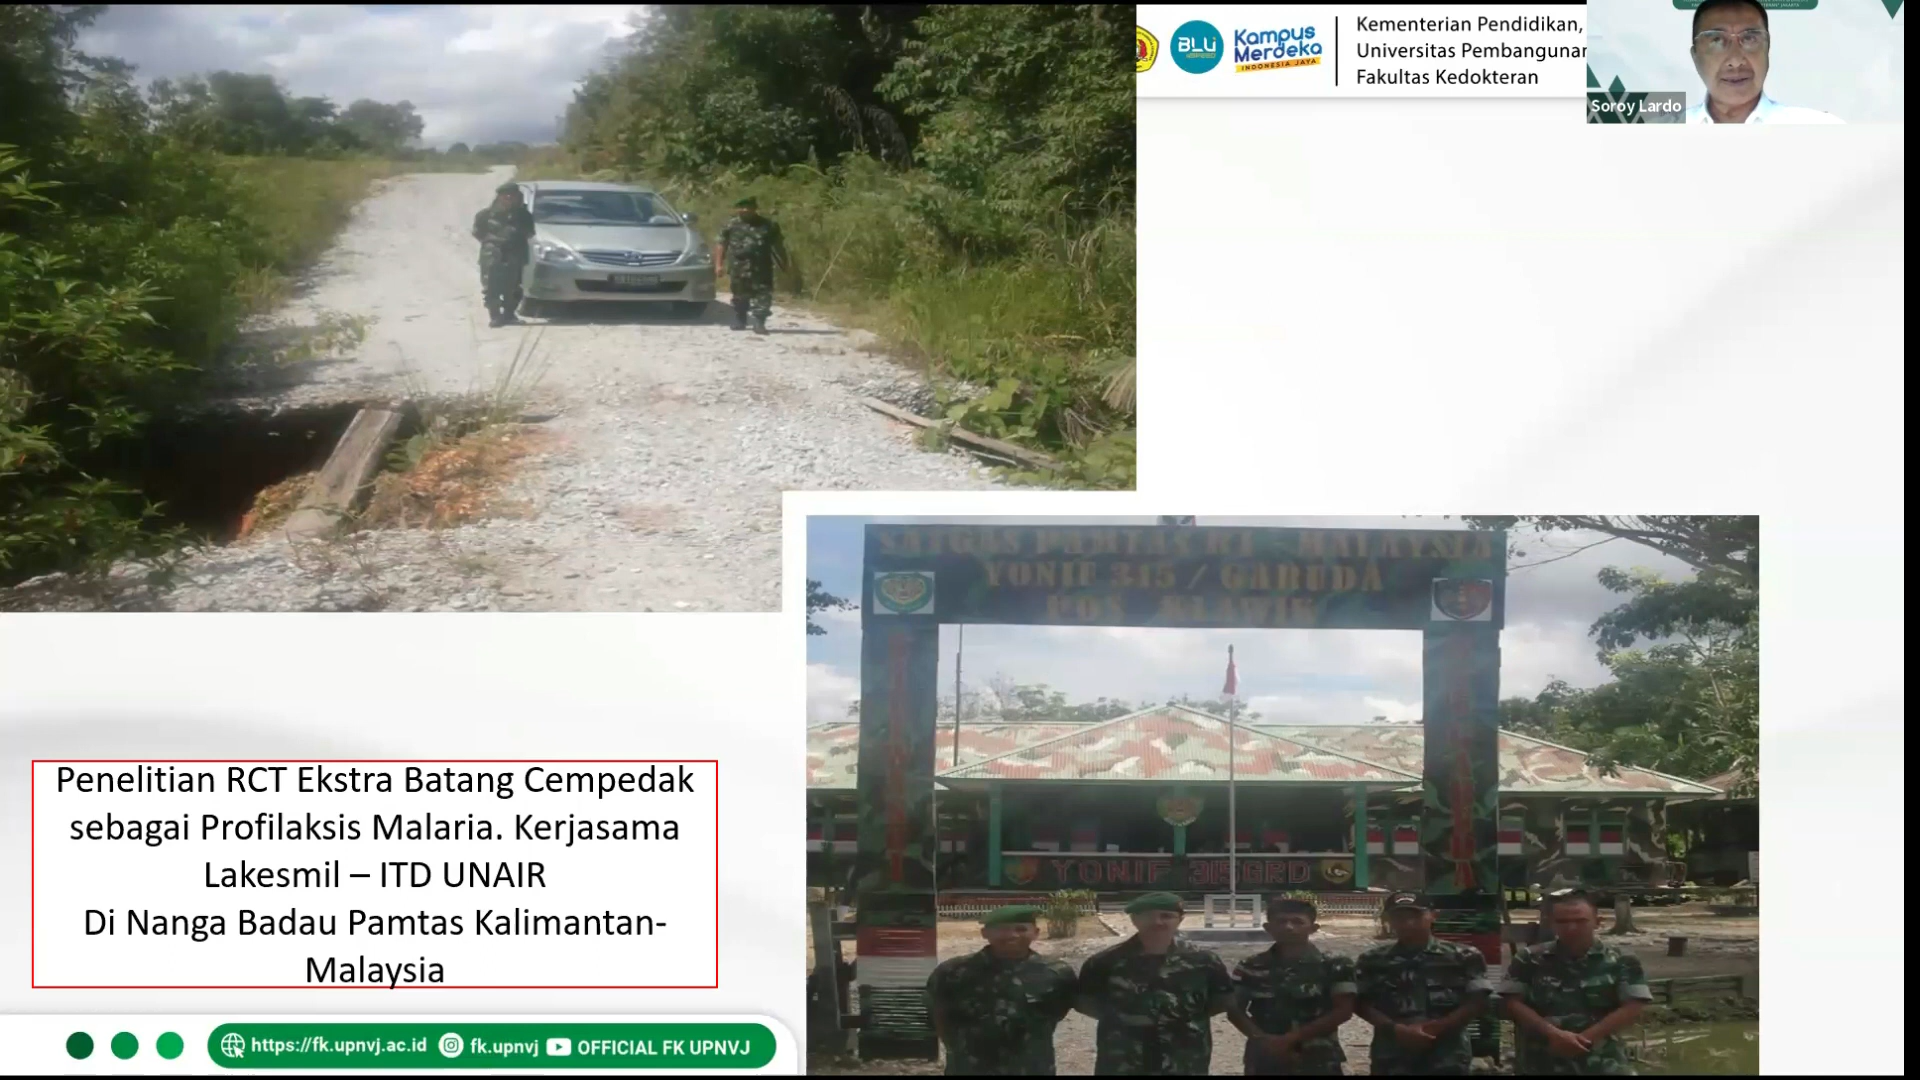 BLU
Kampus
Merdeka
INDONESIA JAYA
Kementerian Pendidikan,
Universitas Pembangunan
Fakultas Kedokteran
Soroy Lardo
SATGAS PAMTAS RI - MALAYSIA
YONIF 315 / GARUDA
POS KLAWIK
YONIF 315 GRD
Penelitian RCT Ekstra Batang Cempedak
sebagai Profilaksis Malaria. Kerjasama
Lakesmil – ITD UNAIR
Di Nanga Badau Pamtas Kalimantan-
Malaysia
https://fk.upnvj.ac.id fk.upnvj OFFICIAL FK UPNVJ